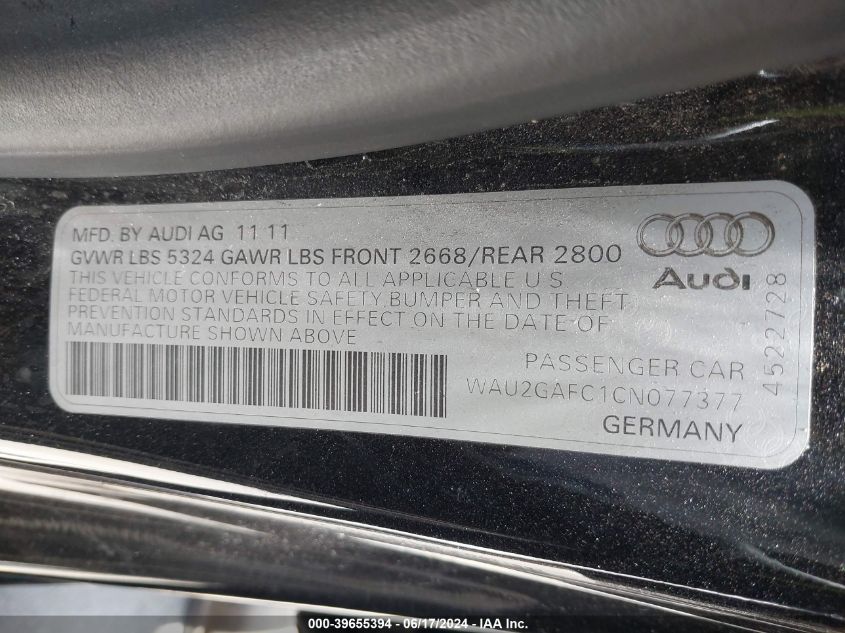 MFD. BY AUDI AG 11 11
GVWR LBS 5324 GAWR LBS FRONT 2668/REAR 2800
THIS VEHICLE CONFORMS TO ALL APPLICABLE U S
FEDERAL MOTOR VEHICLE SAFETY BUMPER AND THEFT
PREVENTION STANDARDS IN EFFECT ON THE DATE OF
MANUFACTURE SHOWN ABOVE
Audi
4522728
PASSENGER CAR
WAU2GAFC1CN077377
GERMANY
000-39655394 - 06/17/2024 - IAA Inc.